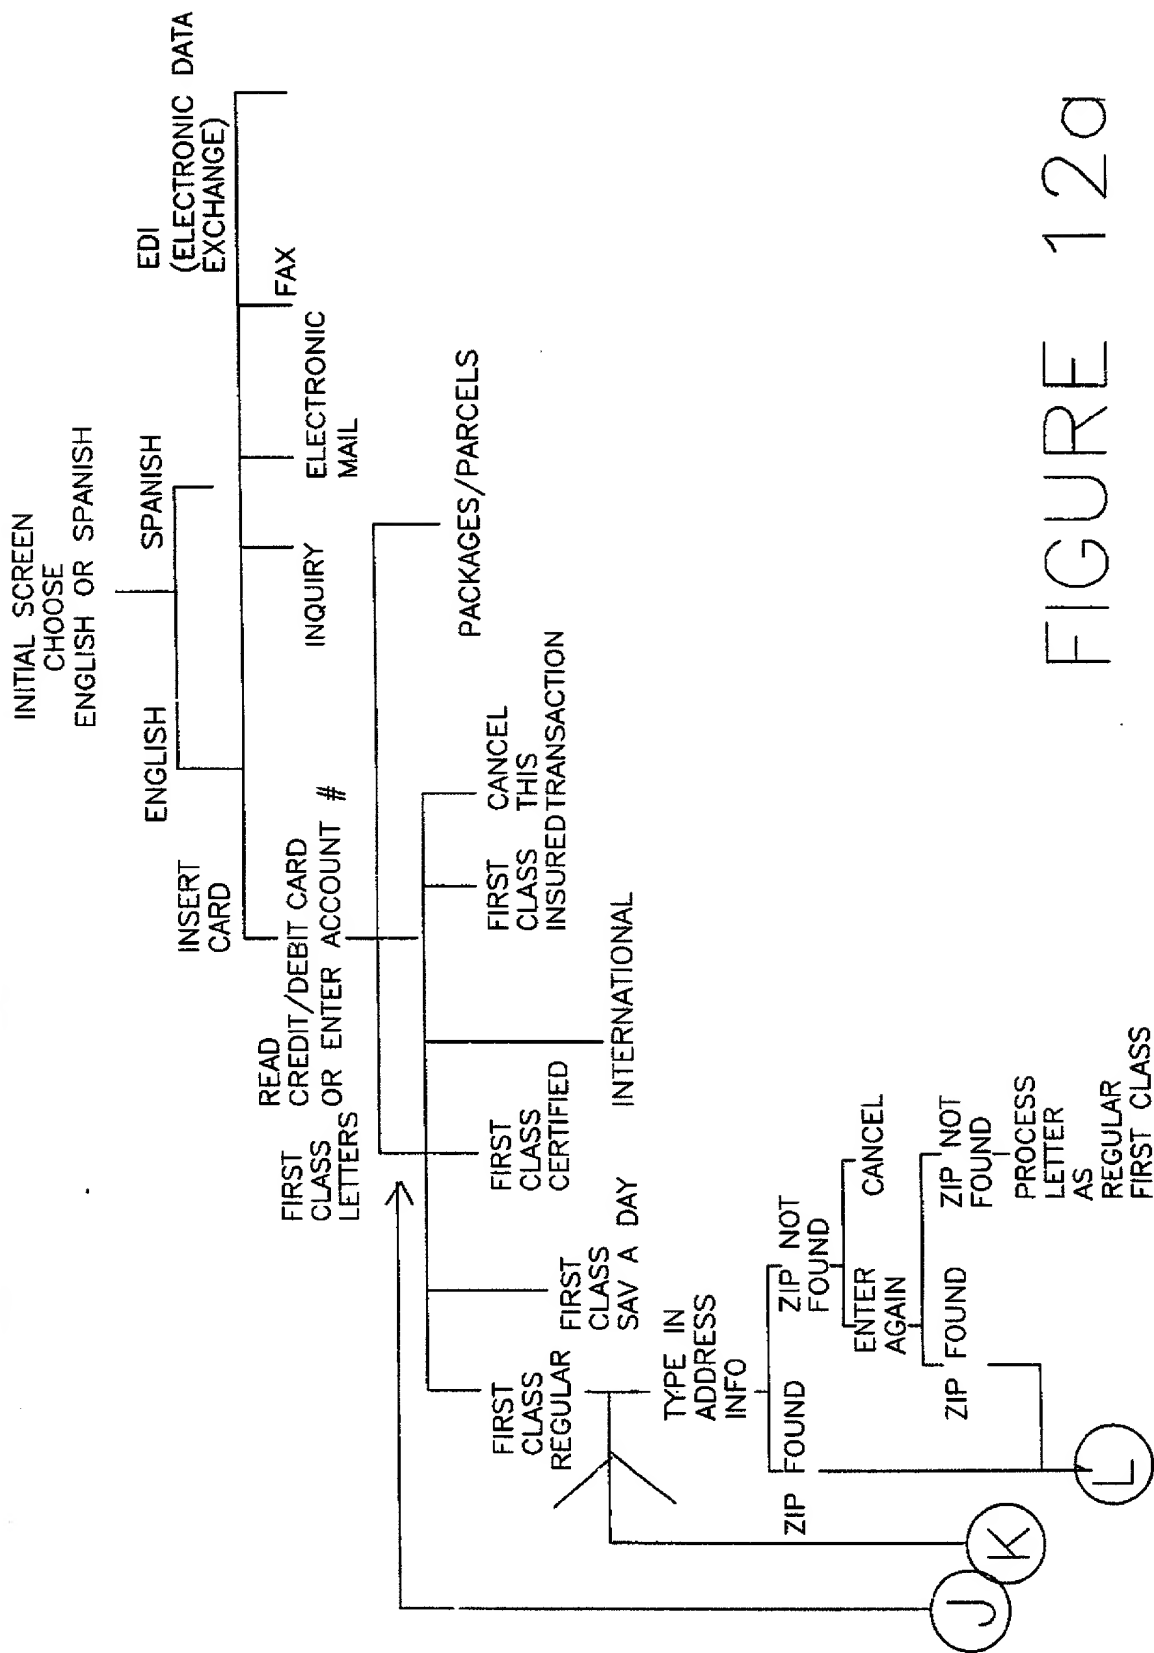 INITIAL SCREEN
CHOOSE
ENGLISH OR SPANISH
ENGLISH
SPANISH
INSERT
CARD
EDI
(ELECTRONIC DATA
EXCHANGE)
READ
CREDIT/DEBIT CARD
OR ENTER ACCOUNT #
INQUIRY
ELECTRONIC
MAIL
FAX
FIRST
CLASS
LETTERS
PACKAGES/PARCELS
FIRST
CLASS
REGULAR
FIRST
CLASS
SAV A DAY
FIRST
CLASS
CERTIFIED
INTERNATIONAL
FIRST
CLASS
INSURED
CANCEL
THIS
TRANSACTION
TYPE IN
ADDRESS
INFO
ZIP FOUND
ZIP NOT
FOUND
ENTER
AGAIN
CANCEL
ZIP FOUND
ZIP NOT
FOUND
PROCESS
LETTER
AS
REGULAR
FIRST CLASS
J
K
L
FIGURE 12a